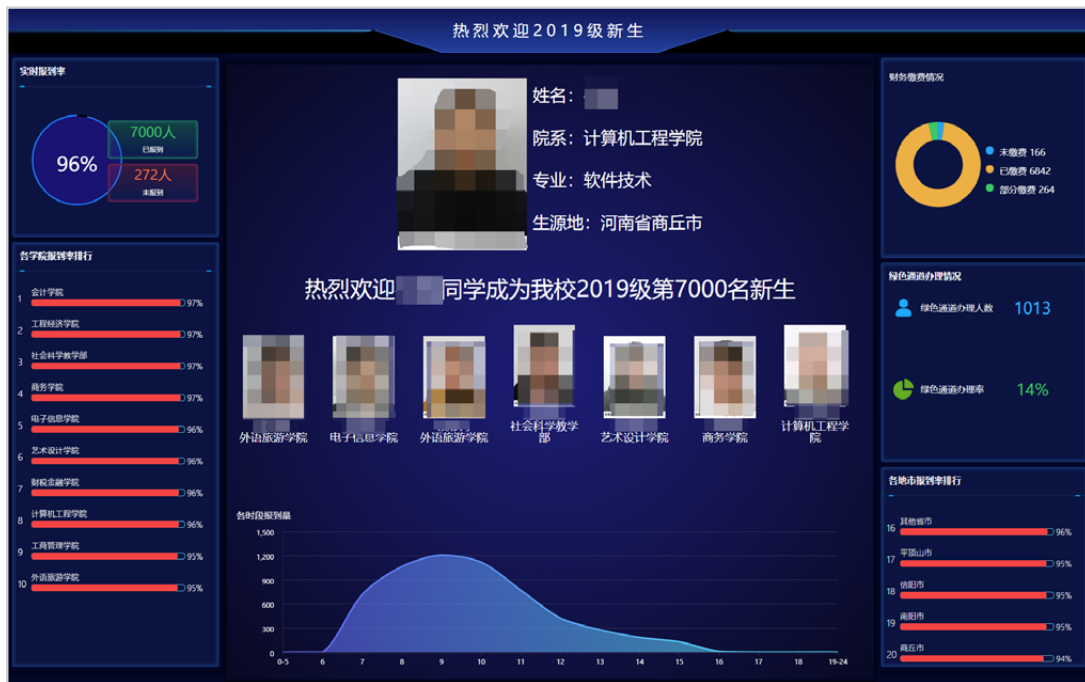 热烈欢迎2019级新生
实时报到率
96%
7000人
已报到
272人
未报到
各学院报到率排行
1 会计学院 97%
2 工程经济学院 97%
3 社会科学教学部 97%
4 商务学院 97%
5 电子信息学院 96%
6 艺术设计学院 96%
7 财税金融学院 96%
8 计算机工程学院 96%
9 工商管理学院 95%
10 外语旅游学院 95%
姓名：
院系：计算机工程学院
专业：软件技术
生源地：河南省商丘市
热烈欢迎 同学成为我校2019级第7000名新生
外语旅游学院
电子信息学院
外语旅游学院
社会科学教学
部
艺术设计学院
商务学院
计算机工程学
院
各时段报到量
1,500
1,200
900
600
300
0
0-5 6 7 8 9 10 11 12 13 14 15 16 17 18 19-24
财务缴费情况
未缴费 166
已缴费 6842
部分缴费 264
绿色通道办理情况
绿色通道办理人数 1013
绿色通道办理率 14%
各地市报到率排行
16 其他省市 96%
17 平顶山市 95%
18 信阳市 95%
19 南阳市 95%
20 商丘市 94%